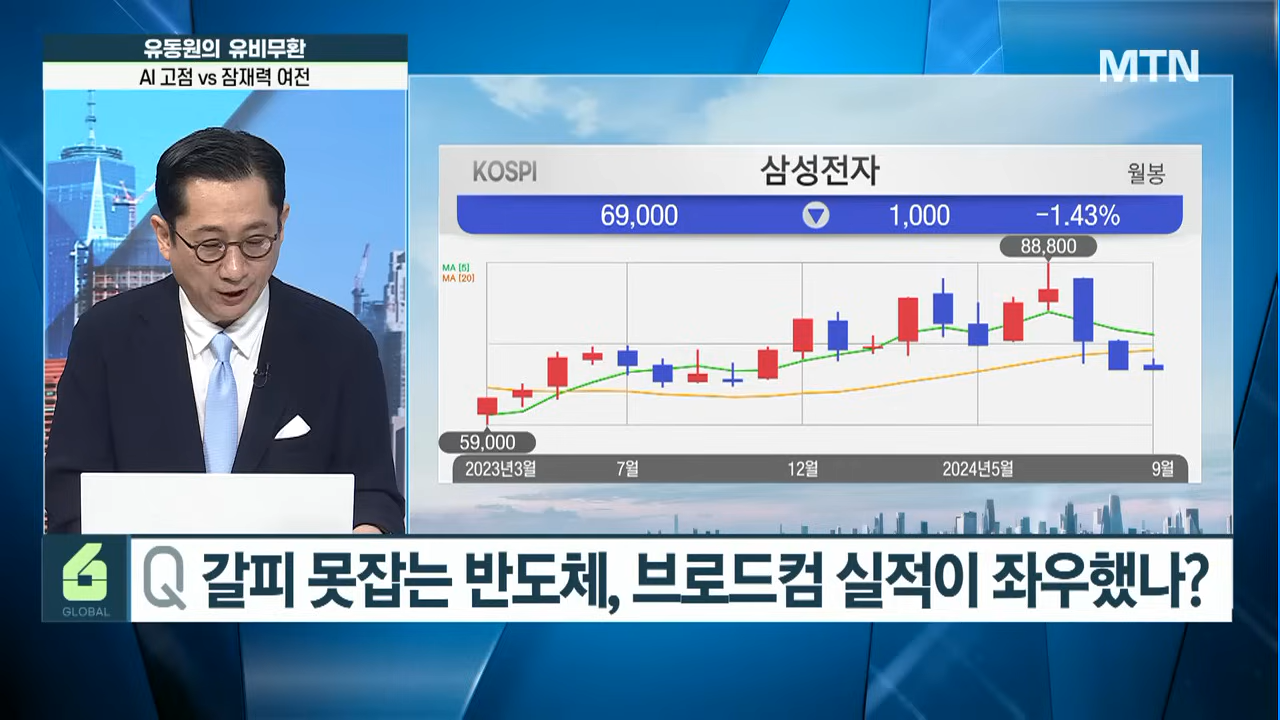 유동원의 유비무환
AI 고점 vs 잠재력 여전
MTN
KOSPI
삼성전자
월봉
69,000
1,000
-1.43%
88,800
MA [5]
MA [20]
59,000
2023년3월
7월
12월
2024년5월
9월
6
GLOBAL
Q 갈피 못잡는 반도체, 브로드컴 실적이 좌우했나?